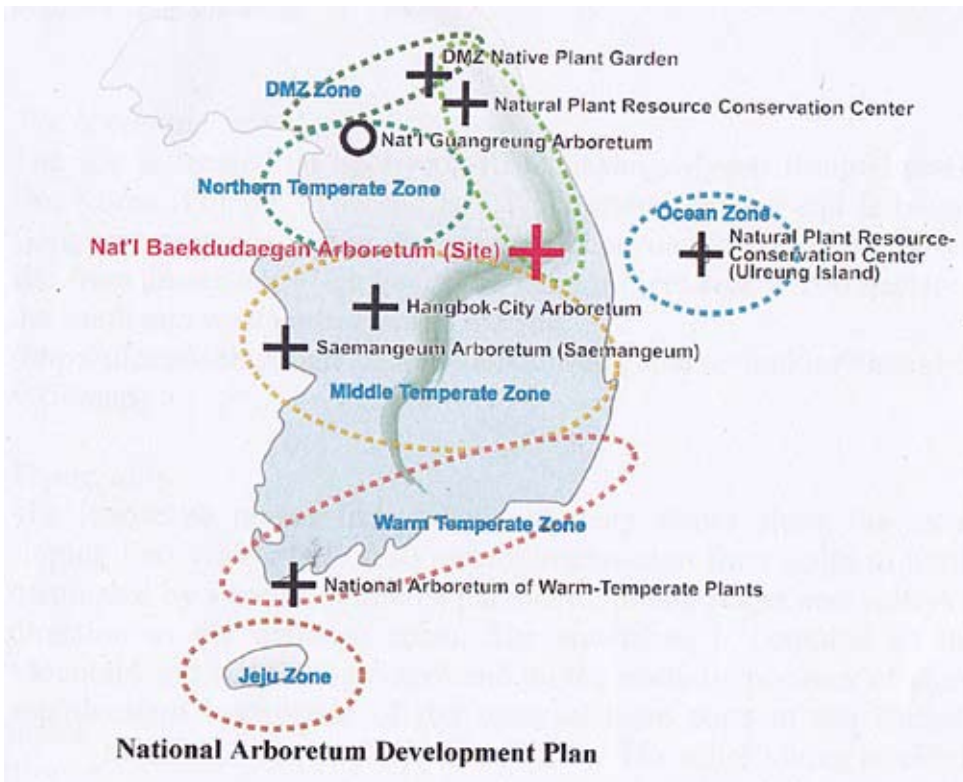 DMZ Native Plant Garden
DMZ Zone
Natural Plant Resource Conservation Center
Nat'l Guangreung Arboretum
Northern Temperate Zone
Ocean Zone
Nat'l Baekdudaegan Arboretum (Site)
Natural Plant Resource-
Conservation Center
(Ulreung Island)
Hangbok-City Arboretum
Saemangeum Arboretum (Saemangeum)
Middle Temperate Zone
Warm Temperate Zone
National Arboretum of Warm-Temperate Plants
Jeju Zone
National Arboretum Development Plan